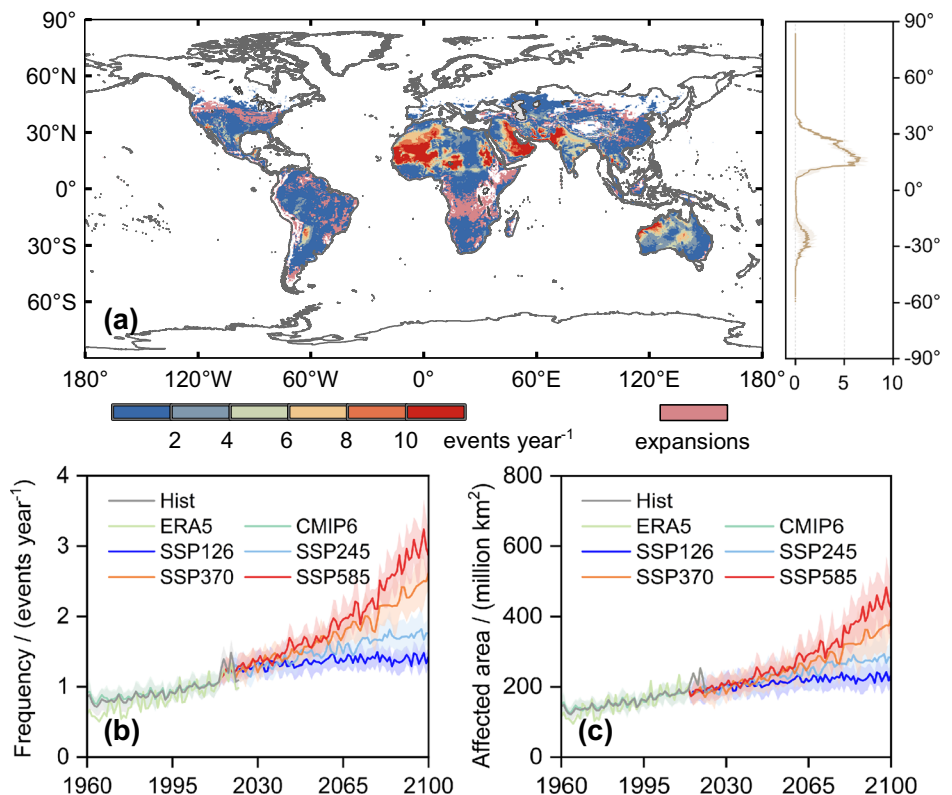 90°
60°N
30°N
0°
30°S
60°S
(a)
180°
120°W
60°W
0°
60°E
120°E
180°
90°
60°
30°
0°
-30°
-60°
-90°
0
5
10
2
4
6
8
10
events year⁻¹
expansions
Frequency / (events year⁻¹)
4
3
2
1
0
Hist
ERA5
CMIP6
SSP126
SSP245
SSP370
SSP585
(b)
1960
1995
2030
2065
2100
Affected area / (million km²)
800
600
400
200
0
Hist
ERA5
CMIP6
SSP126
SSP245
SSP370
SSP585
(c)
1960
1995
2030
2065
2100